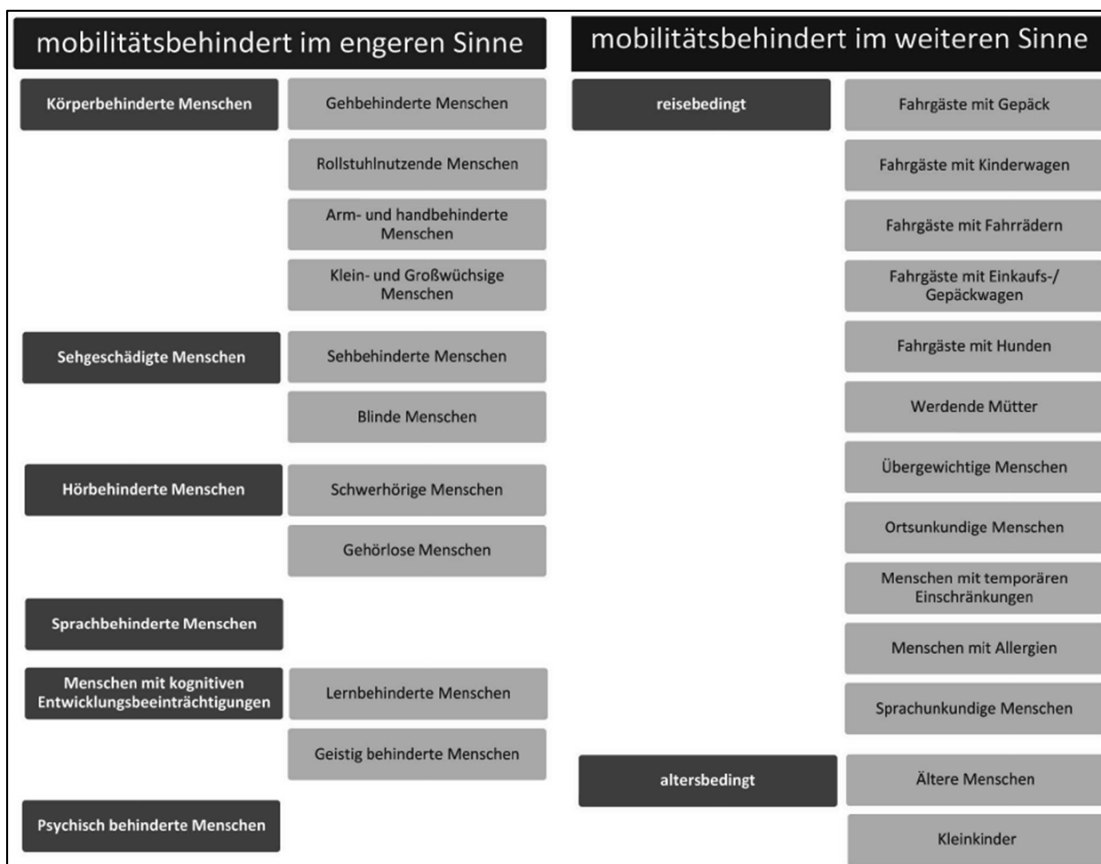 mobilitätsbehindert im engeren Sinne
Körperbehinderte Menschen
Gehbehinderte Menschen
Rollstuhlnutzende Menschen
Arm- und handbehinderte
Menschen
Klein- und Großwüchsige
Menschen
Sehgeschädigte Menschen
Sehbehinderte Menschen
Blinde Menschen
Hörbehinderte Menschen
Schwerhörige Menschen
Gehörlose Menschen
Sprachbehinderte Menschen
Menschen mit kognitiven
Entwicklungsbeeinträchtigungen
Lernbehinderte Menschen
Geistig behinderte Menschen
Psychisch behinderte Menschen
mobilitätsbehindert im weiteren Sinne
reisebedingt
Fahrgäste mit Gepäck
Fahrgäste mit Kinderwagen
Fahrgäste mit Fahrrädern
Fahrgäste mit Einkaufs-/
Gepäckwagen
Fahrgäste mit Hunden
Werdende Mütter
Übergewichtige Menschen
Ortsunkundige Menschen
Menschen mit temporären
Einschränkungen
Menschen mit Allergien
Sprachunkundige Menschen
altersbedingt
Ältere Menschen
Kleinkinder